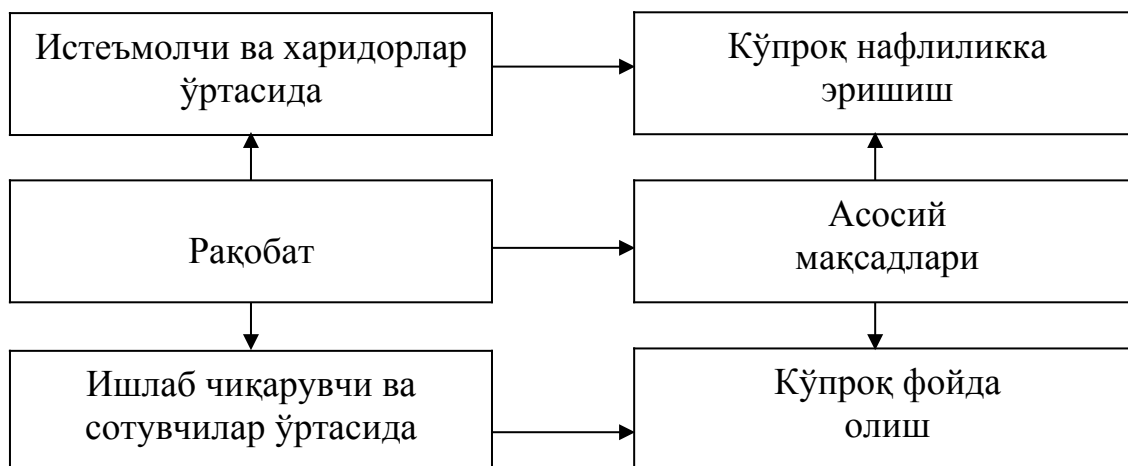 Истеъмолчи ва харидорлар
ўртасида
Кўпроқ нафлиликка
эришиш
Рақобат
Асосий
мақсадлари
Ишлаб чиқарувчи ва
сотувчилар ўртасида
Кўпроқ фойда
олиш